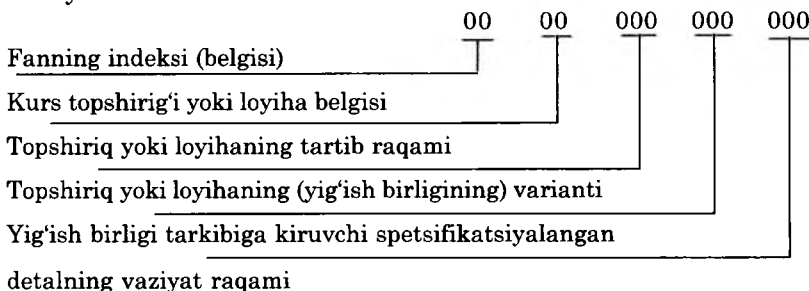 00 00 000 000 000
Fanning indeksi (belgisi)
Kurs topshirig‘i yoki loyiha belgisi
Topshiriq yoki loyihaning tartib raqami
Topshiriq yoki loyihaning (yig‘ish birligining) varianti
Yig‘ish birligi tarkibiga kiruvchi spetsifikatsiyalangan
detalning vaziyat raqami